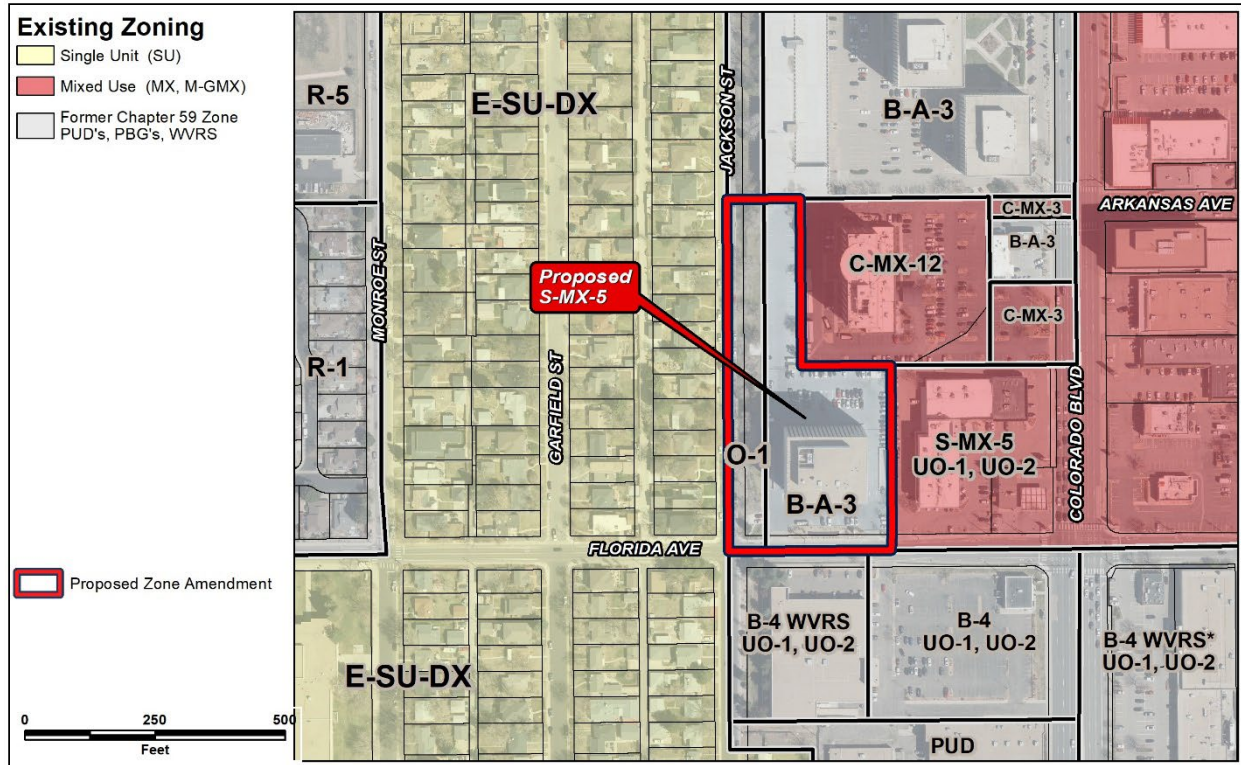 Existing Zoning
Single Unit (SU)
Mixed Use (MX, M-GMX)
Former Chapter 59 Zone
PUD's, PBG's, WVRS
Proposed Zone Amendment
0 250 500
Feet
R-5
E-SU-DX
JACKSON ST
B-A-3
C-MX-3
ARKANSAS AVE
B-A-3
C-MX-12
Proposed
S-MX-5
C-MX-3
MONROE ST
R-1
GARFIELD ST
COLORADO BLVD
O-1
S-MX-5
UO-1, UO-2
B-A-3
FLORIDA AVE
B-4 WVRS
UO-1, UO-2
B-4
UO-1, UO-2
B-4 WVRS*
UO-1, UO-2
E-SU-DX
PUD